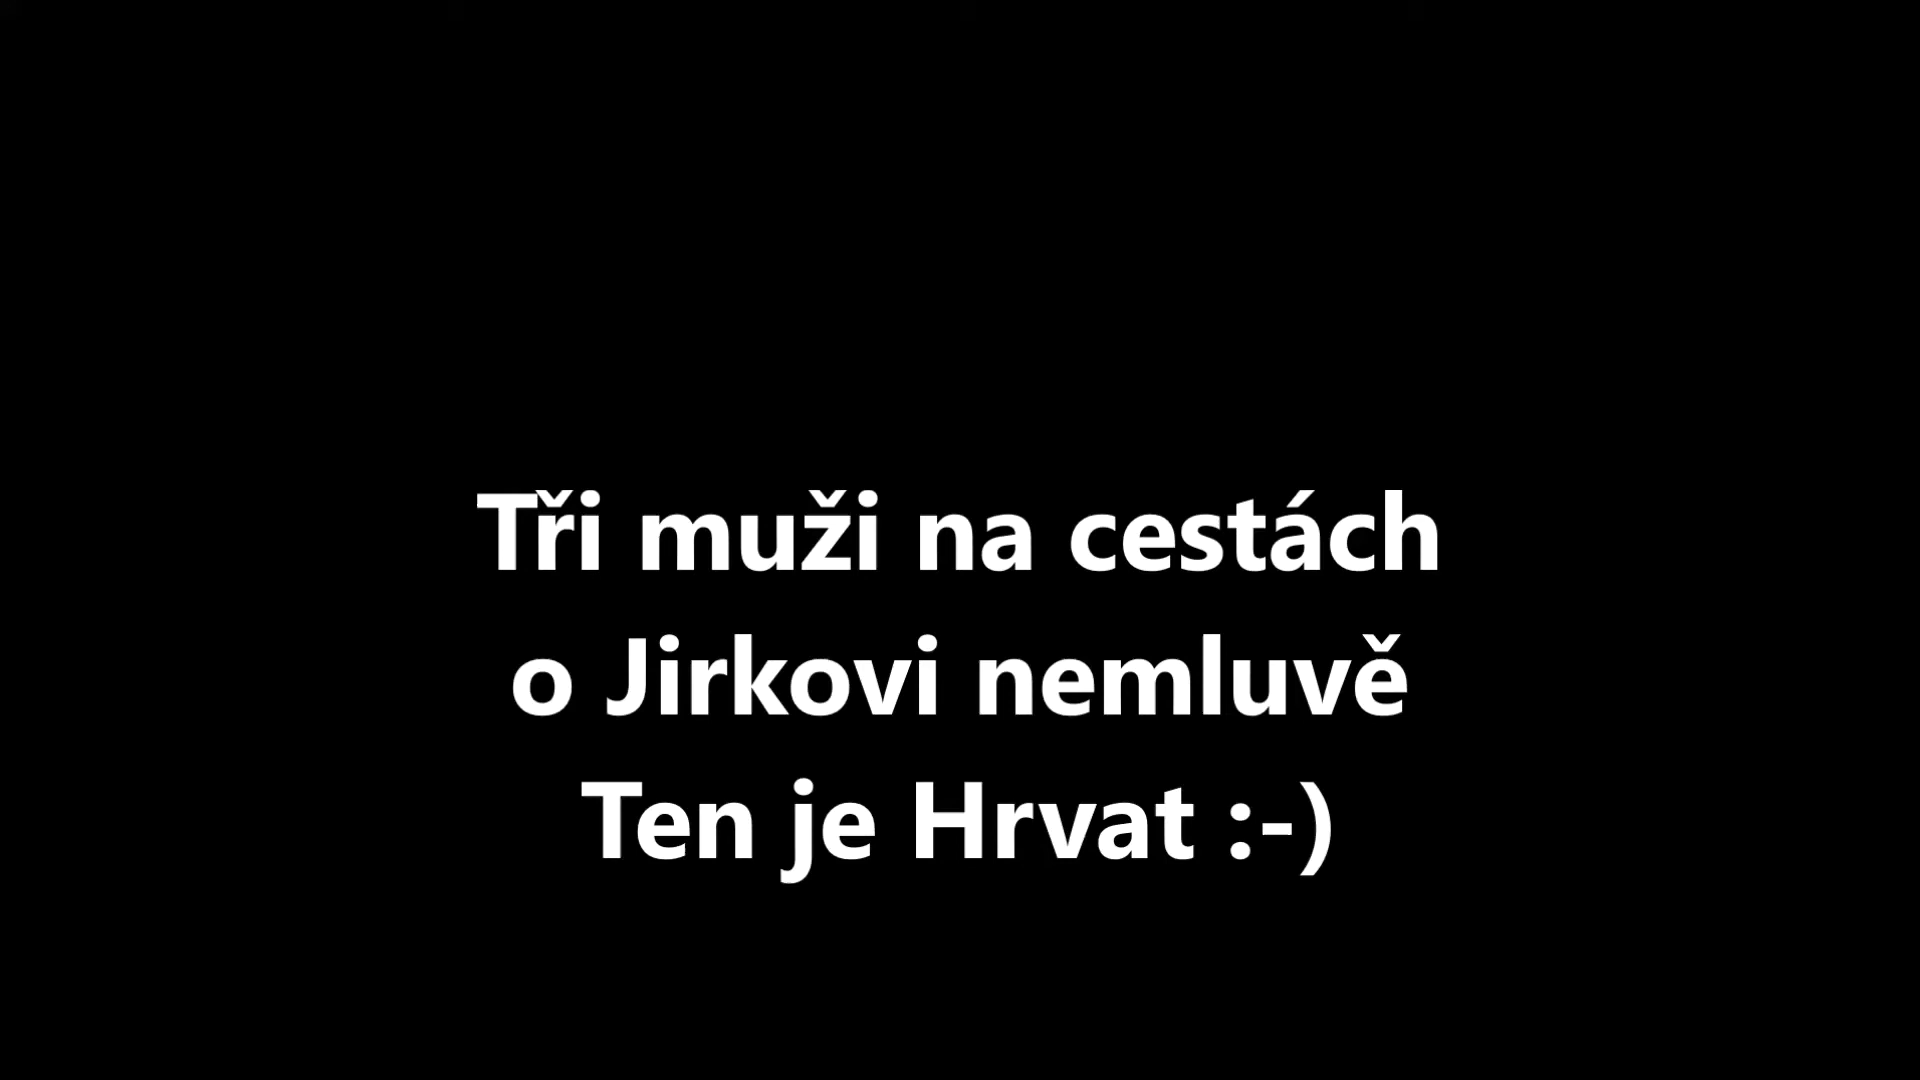 Tři muži na cestách
o Jirkovi nemluvě
Ten je Hrvat :-)